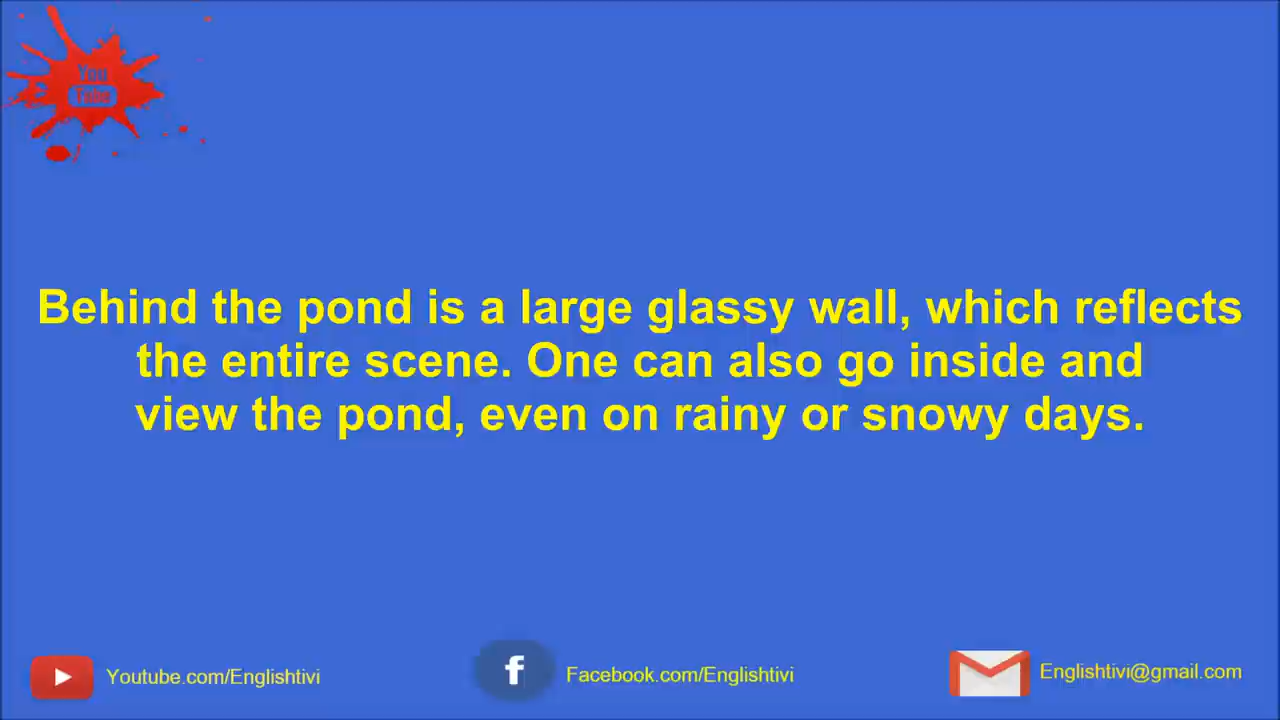 You
Tube
Behind the pond is a large glassy wall, which reflects
the entire scene. One can also go inside and
view the pond, even on rainy or snowy days.
Youtube.com/Englishtivi
f
Facebook.com/Englishtivi
Englishtivi@gmail.com